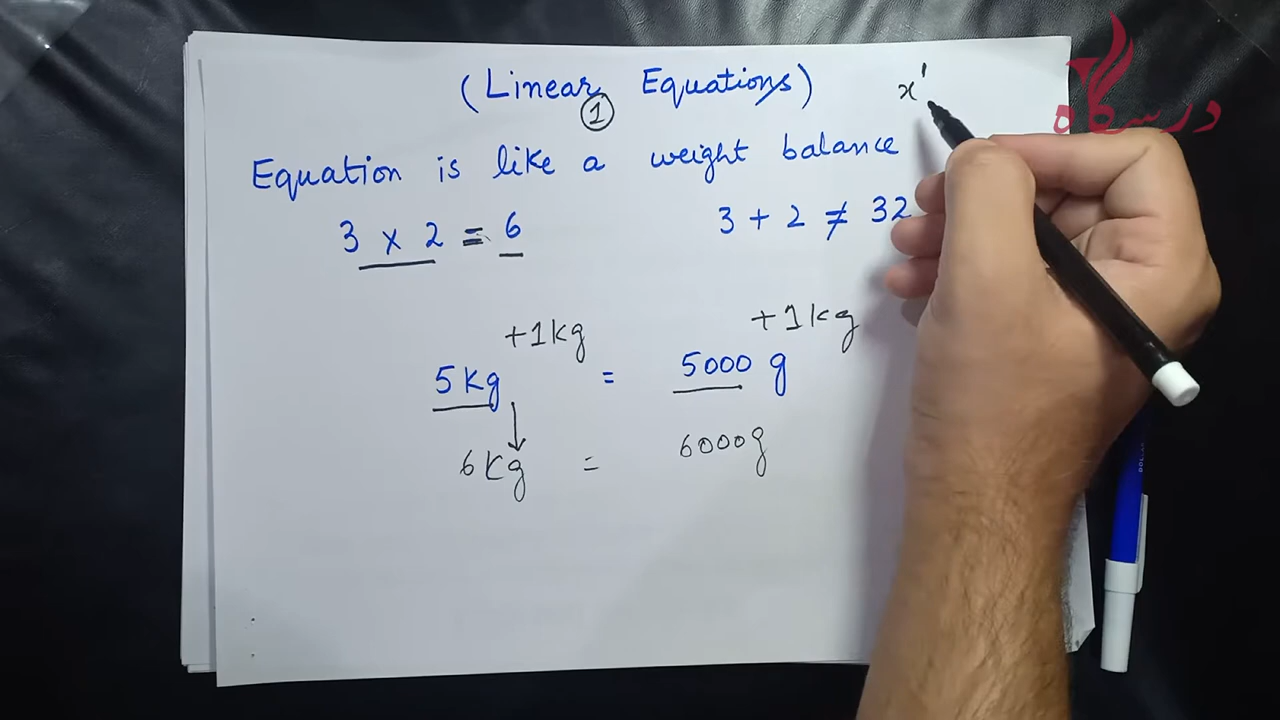 (Linear Equations) x¹
1
درسگاه
Equation is like a weight balance
3 x 2 = 6 3 + 2 ≠ 32
+1kg +1kg
5Kg = 5000 g
6Kg = 6000g